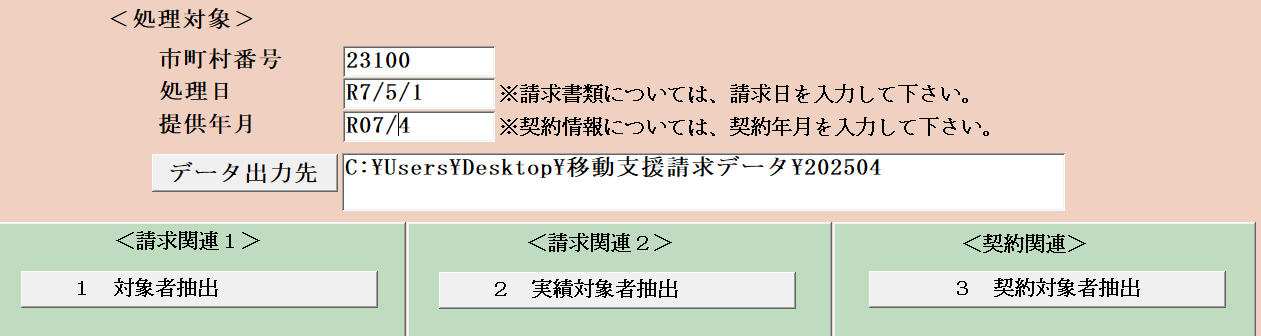 ＜処理対象＞
市町村番号 23100
処理日 R7/5/1 ※請求書類については、請求日を入力して下さい。
提供年月 R07/4 ※契約情報については、契約年月を入力して下さい。
データ出力先 C:¥Users¥Desktop¥移動支援請求データ¥202504
＜請求関連１＞ ＜請求関連２＞ ＜契約関連＞
１ 対象者抽出 ２ 実績対象者抽出 ３ 契約対象者抽出